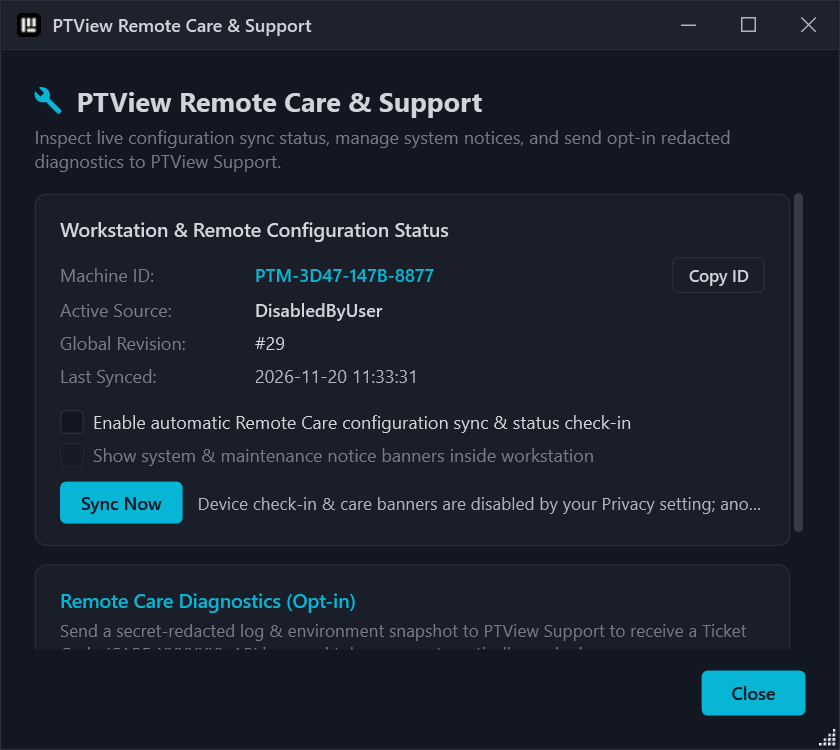 PTView Remote Care & Support
PTView Remote Care & Support
Inspect live configuration sync status, manage system notices, and send opt-in redacted
diagnostics to PTView Support.
Workstation & Remote Configuration Status
Machine ID: PTM-3D47-147B-8877 Copy ID
Active Source: DisabledByUser
Global Revision: #29
Last Synced: 2026-11-20 11:33:31
Enable automatic Remote Care configuration sync & status check-in
Show system & maintenance notice banners inside workstation
Sync Now Device check-in & care banners are disabled by your Privacy setting; ano...
Remote Care Diagnostics (Opt-in)
Send a secret-redacted log & environment snapshot to PTView Support to receive a Ticket
Close